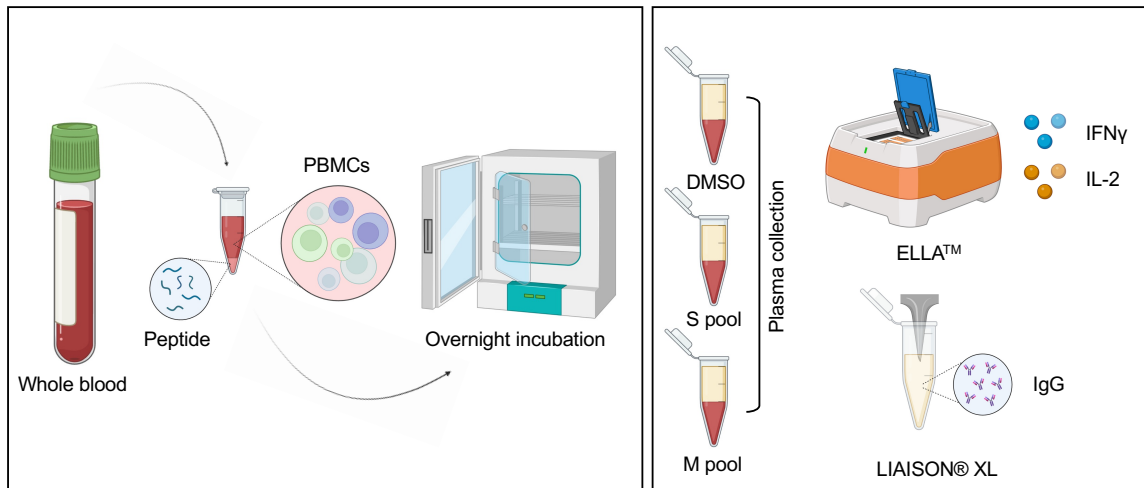 Whole blood
Peptide
PBMCs
Overnight incubation
DMSO
S pool
M pool
Plasma collection
ELLA™
IFNγ
IL-2
IgG
LIAISON® XL